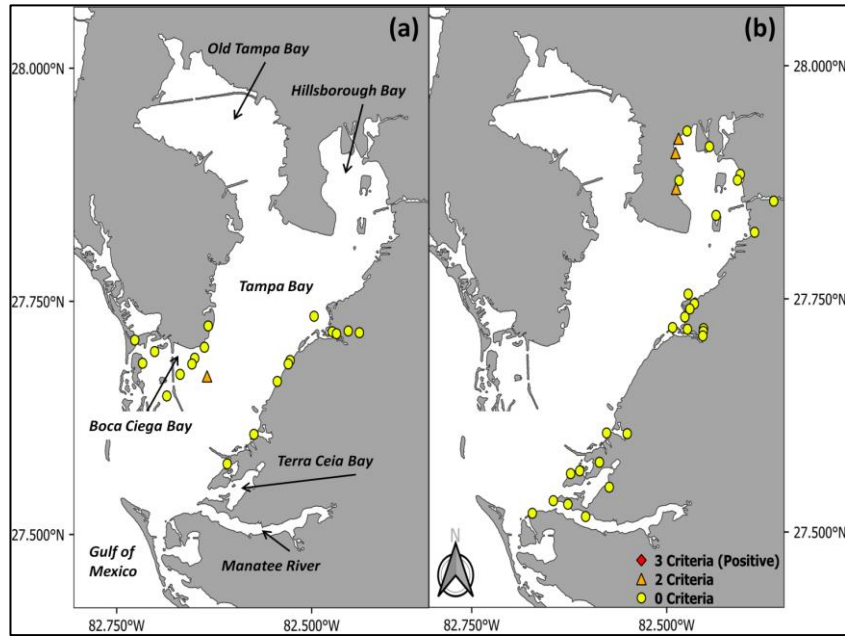 (a)
Old Tampa Bay
Hillsborough Bay
28.000°N
Tampa Bay
27.750°N
Boca Ciega Bay
Terra Ceia Bay
27.500°N
Gulf of
Mexico
Manatee River
82.750°W
82.500°W
(b)
28.000°N
27.750°N
27.500°N
N
3 Criteria (Positive)
2 Criteria
0 Criteria
82.750°W
82.500°W